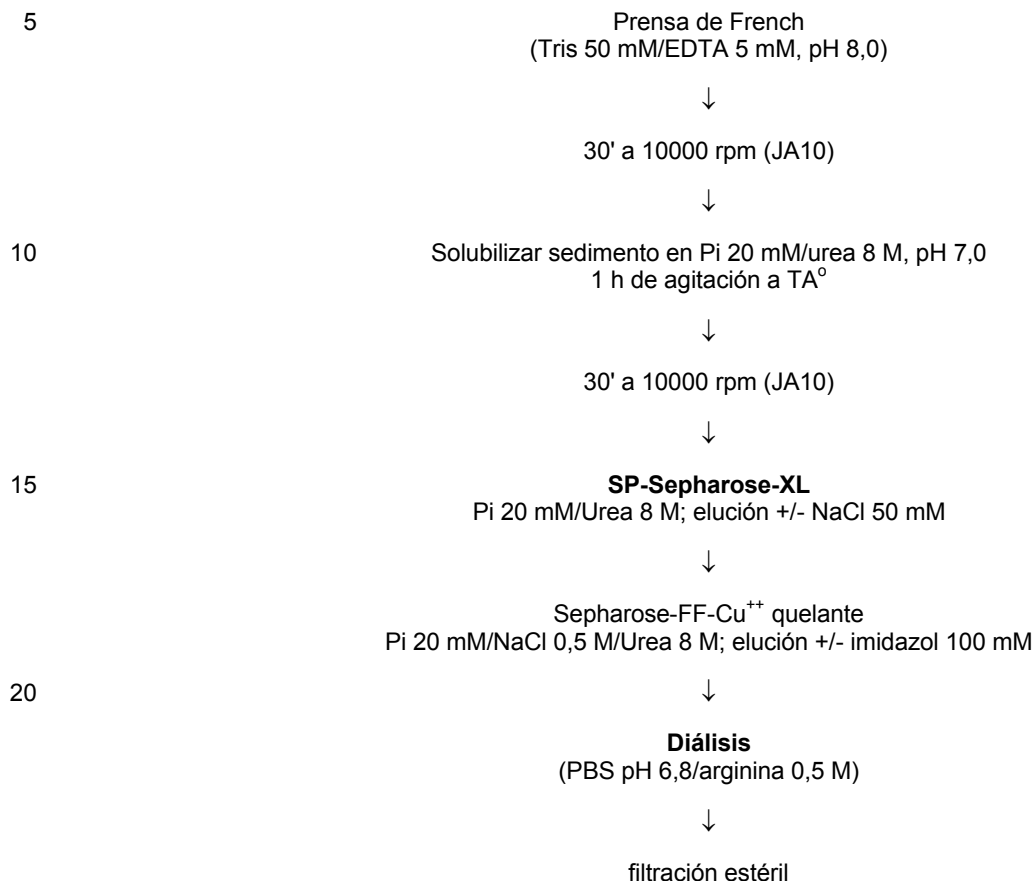 5 Prensa de French
(Tris 50 mM/EDTA 5 mM, pH 8,0)
↓
30' a 10000 rpm (JA10)
↓
10 Solubilizar sedimento en Pi 20 mM/urea 8 M, pH 7,0
1 h de agitación a TAº
↓
30' a 10000 rpm (JA10)
↓
15 SP-Sepharose-XL
Pi 20 mM/Urea 8 M; elución +/- NaCl 50 mM
↓
Sepharose-FF-Cu++ quelante
Pi 20 mM/NaCl 0,5 M/Urea 8 M; elución +/- imidazol 100 mM
20 ↓
Diálisis
(PBS pH 6,8/arginina 0,5 M)
↓
filtración estéril